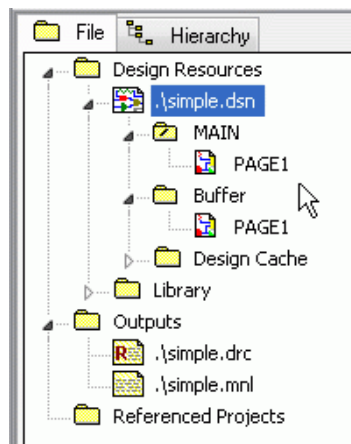 File Hierarchy
Design Resources
.\simple.dsn
MAIN
PAGE1
Buffer
PAGE1
Design Cache
Library
Outputs
.\simple.drc
.\simple.mnl
Referenced Projects